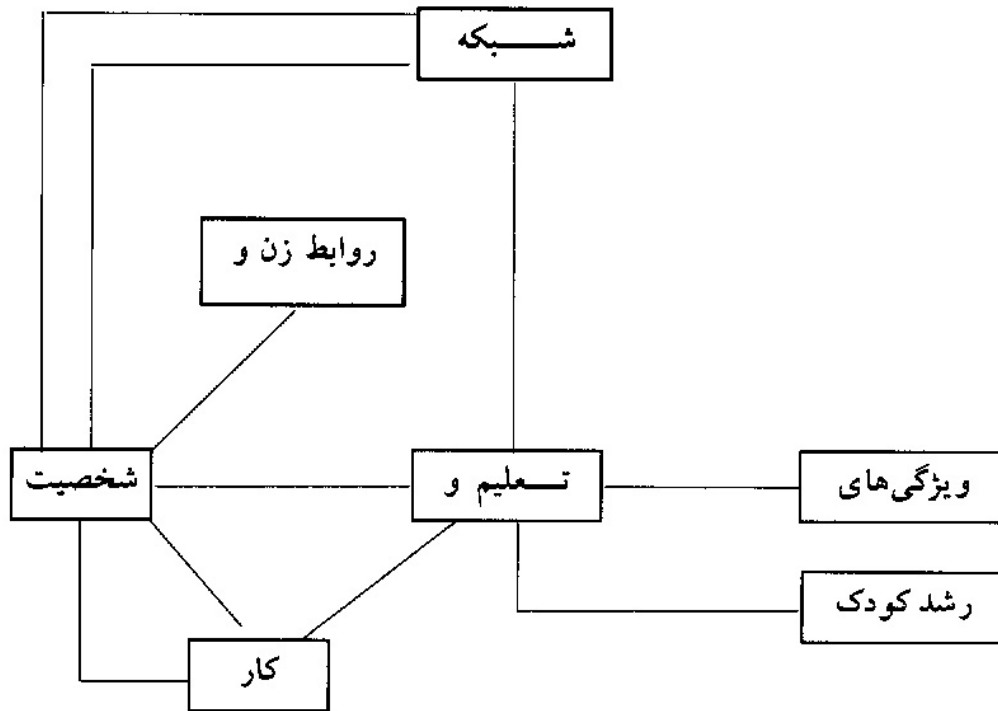 شبکه
روابط زن و
شخصیت
تعلیم و
ویژگی‌های
رشد کودک
کار